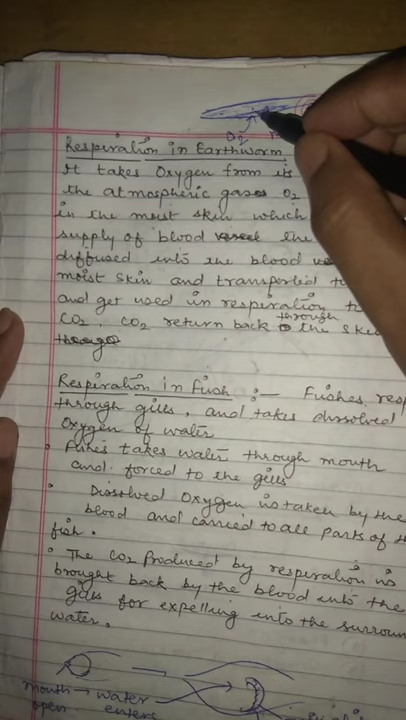 O2
Respiration in Earthworm
It takes Oxygen from its
the atmospheric gases O2
in the moist skin which
supply of blood the
diffused into the blood
moist skin and transported
and get used in respiration
through
CO2. CO2 return back to the
Respiration in fish :- Fishes
through gills, and takes dissolved
Oxygen of water
Fishes takes water through mouth
and forced to the gills
Dissolved Oxygen is taken by the
blood and carried to all parts of
fish.
The CO2 produced by respiration is
brought back by the blood into the
gills for expelling into the
water.
mouth → water
open enters